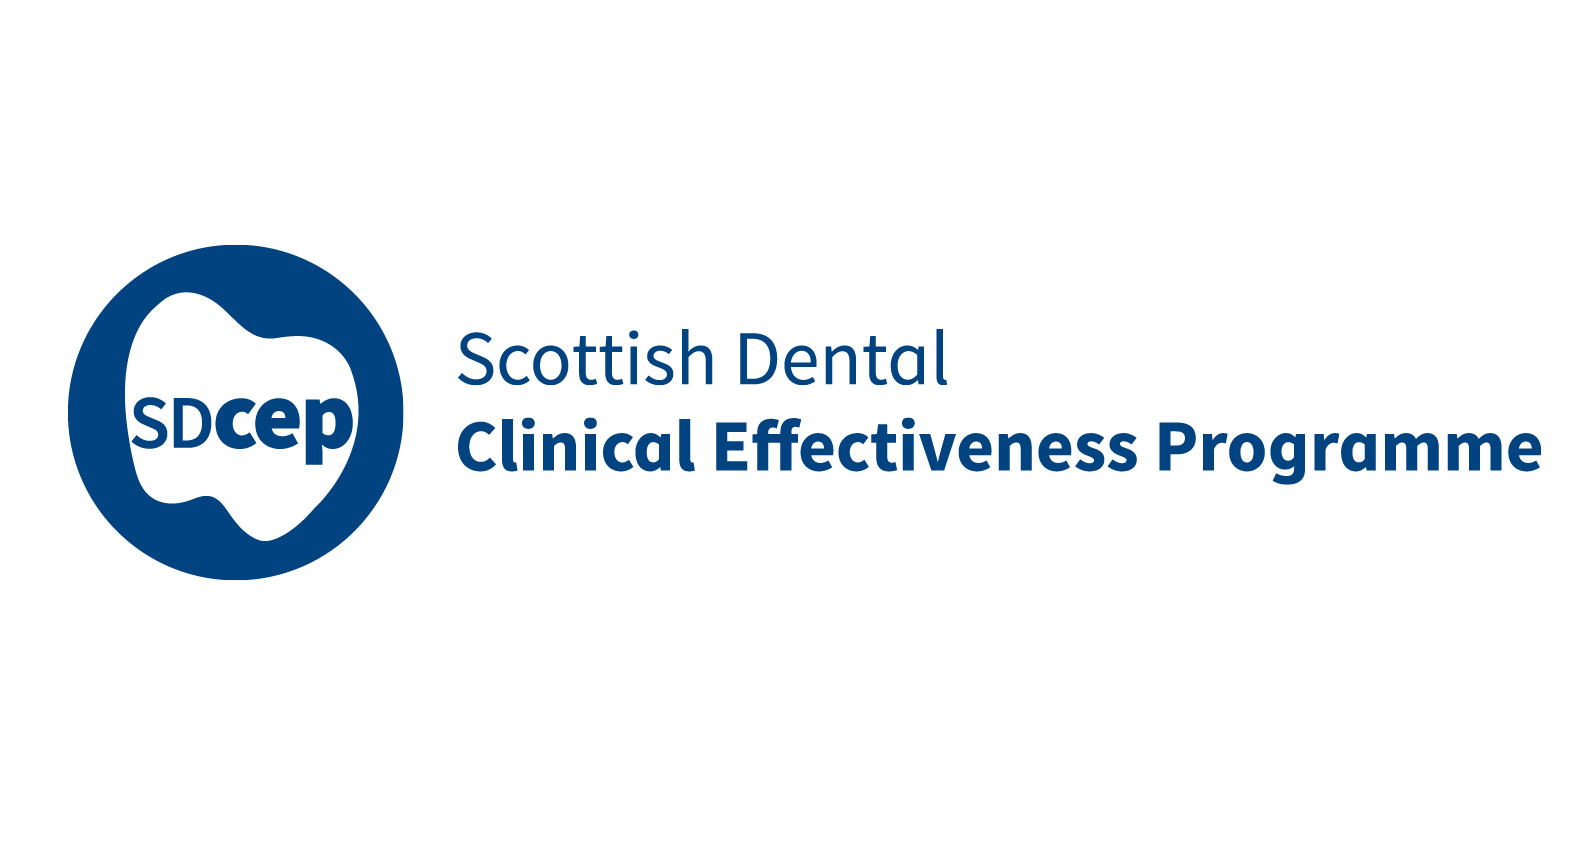 SDcep
Scottish Dental
Clinical Effectiveness Programme